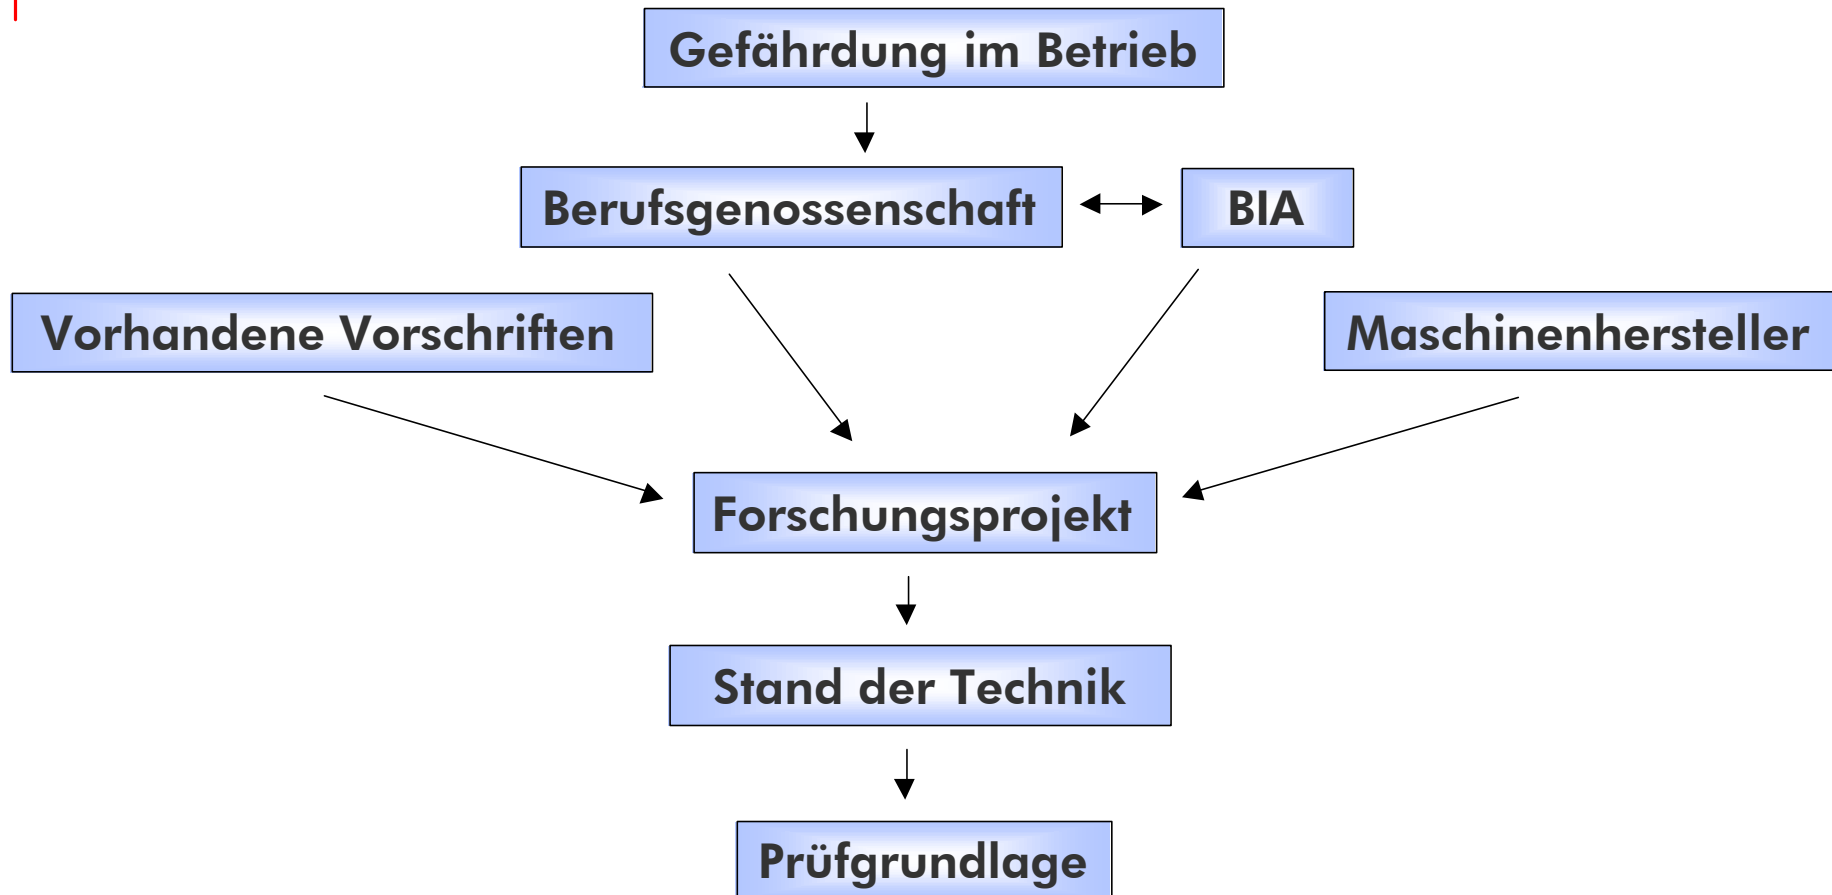 Gefährdung im Betrieb
Berufsgenossenschaft
BIA
Vorhandene Vorschriften
Maschinenhersteller
Forschungsprojekt
Stand der Technik
Prüfgrundlage